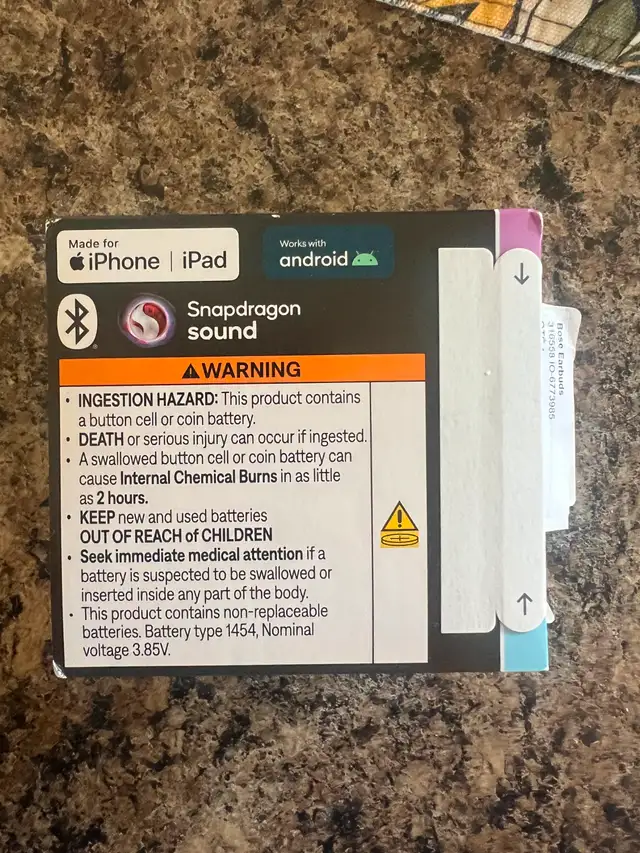 Made for
iPhone | iPad
Works with
android
Snapdragon
sound
WARNING
• INGESTION HAZARD: This product contains
a button cell or coin battery.
• DEATH or serious injury can occur if ingested.
• A swallowed button cell or coin battery can
cause Internal Chemical Burns in as little
as 2 hours.
• KEEP new and used batteries
OUT OF REACH of CHILDREN
• Seek immediate medical attention if a
battery is suspected to be swallowed or
inserted inside any part of the body.
• This product contains non-replaceable
batteries. Battery type 1454, Nominal
voltage 3.85V.
Bose Earbuds
316558 IO-6773985